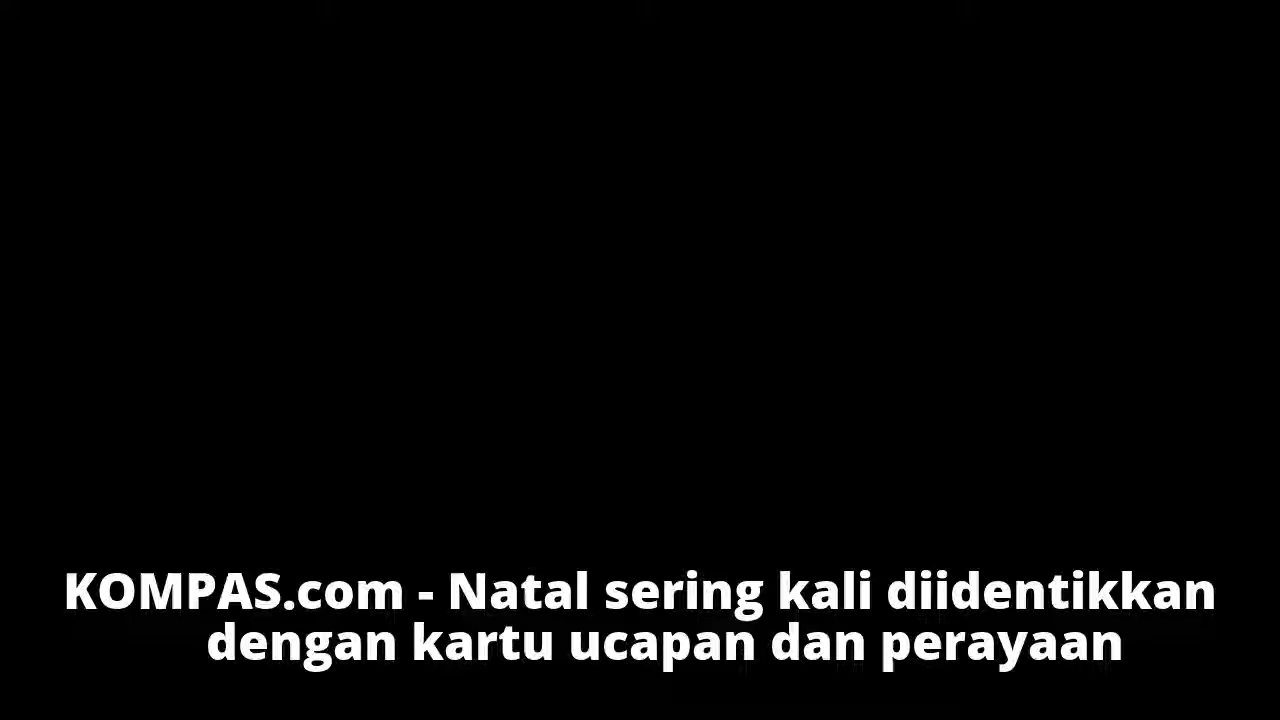 KOMPAS.com - Natal sering kali diidentikkan
dengan kartu ucapan dan perayaan